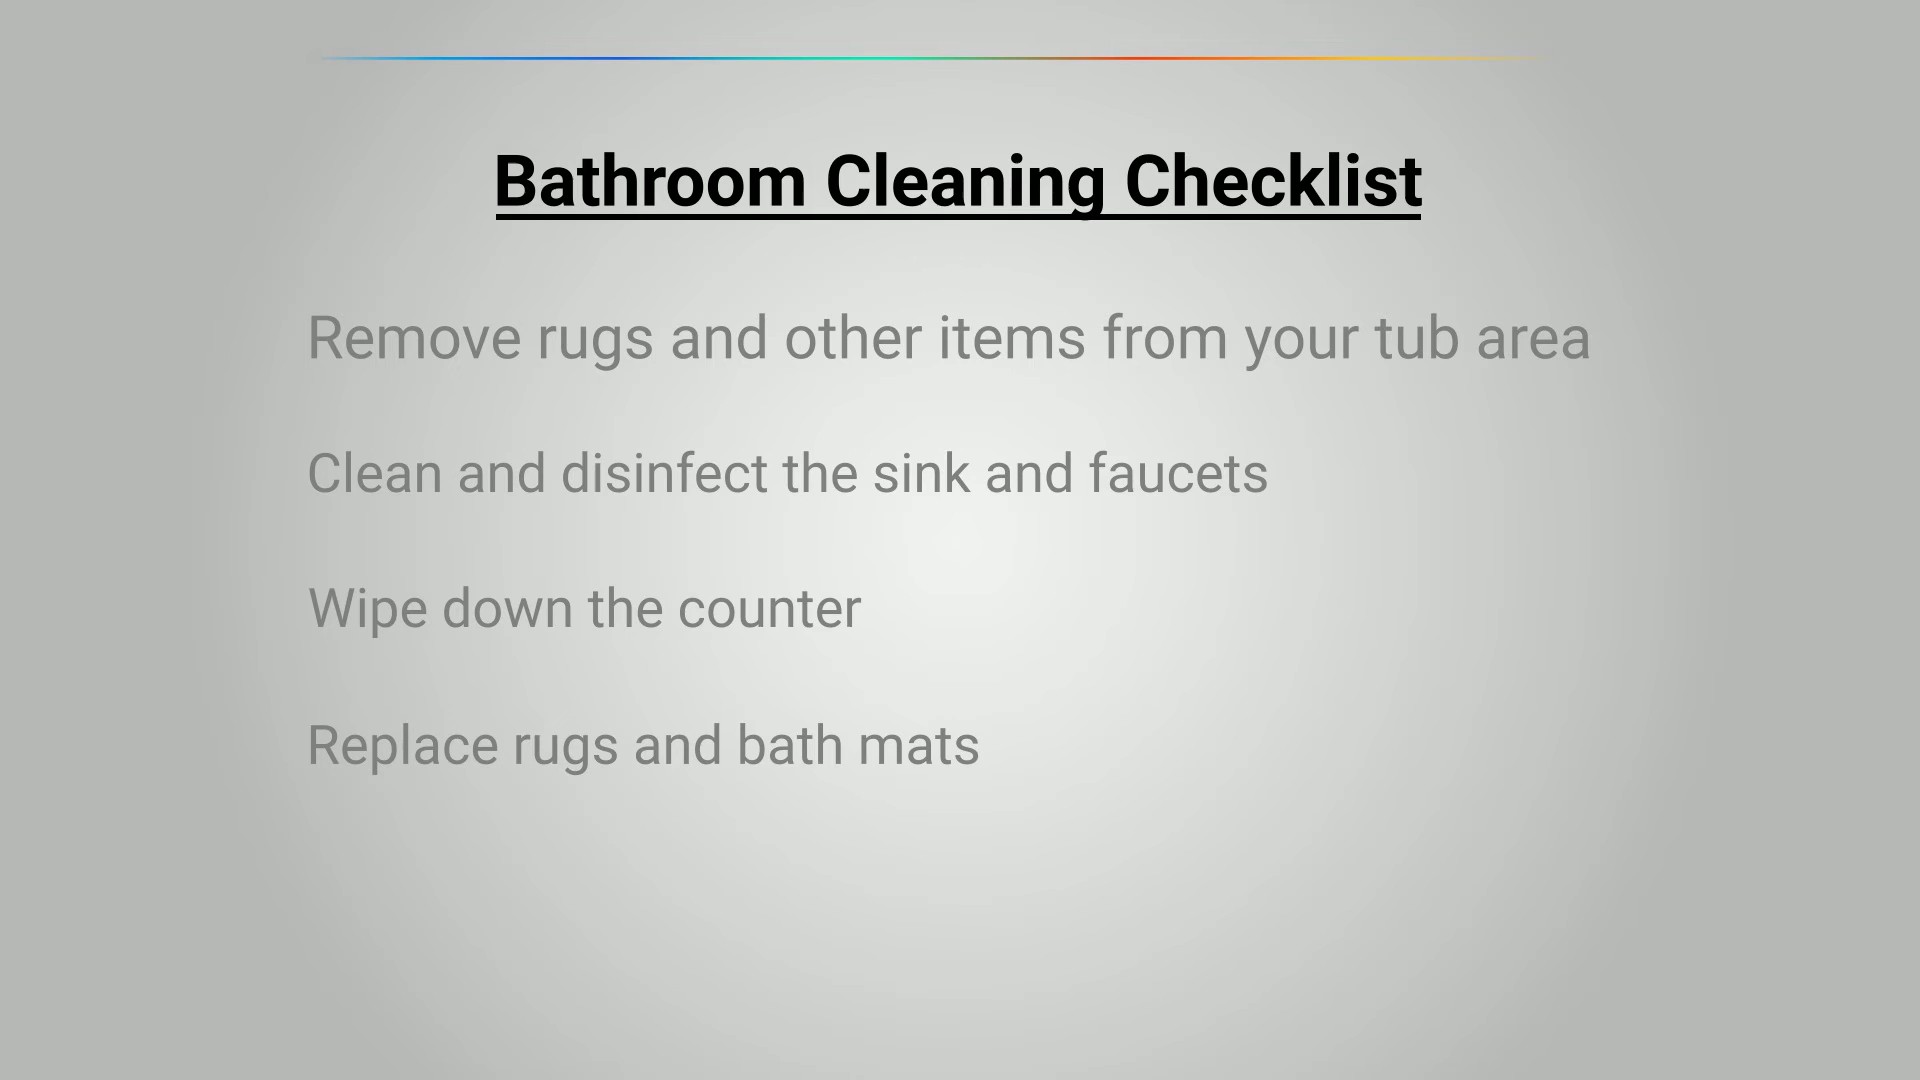 Bathroom Cleaning Checklist
Remove rugs and other items from your tub area
Clean and disinfect the sink and faucets
Wipe down the counter
Replace rugs and bath mats